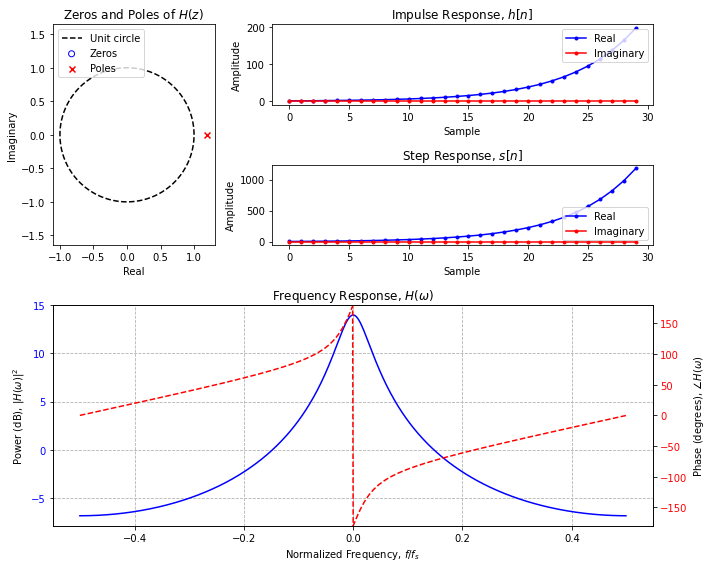 Zeros and Poles of H(z)
Imaginary
1.5
1.0
0.5
0.0
−0.5
−1.0
−1.5
Unit circle
Zeros
Poles
−1.0 −0.5 0.0 0.5 1.0
Real
Impulse Response, h[n]
Amplitude
200
100
0
Real
Imaginary
0 5 10 15 20 25 30
Sample
Step Response, s[n]
Amplitude
1000
500
0
Real
Imaginary
0 5 10 15 20 25 30
Sample
Frequency Response, H(ω)
Power (dB), |H(ω)|²
15
10
5
0
−5
150
100
50
0
−50
−100
−150
Phase (degrees), ∠H(ω)
−0.4 −0.2 0.0 0.2 0.4
Normalized Frequency, f/fₛ